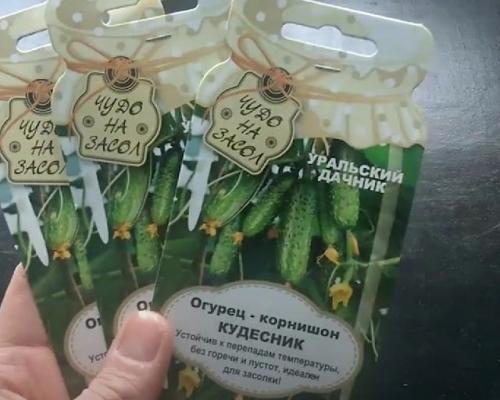 ЧУДО
НА
ЗАСОЛ
ЧУДО
НА
ЗАСОЛ
ЧУДО
НА
ЗАСОЛ
УРАЛЬСКИЙ
ДАЧНИК
Огурец - корнишон
КУДЕСНИК
Устойчив к перепадам температуры,
без горечи и пустот, идеален
для засолки!